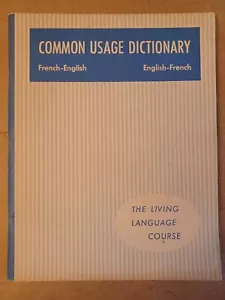 COMMON USAGE DICTIONARY
French-English English-French
THE LIVING
LANGUAGE
COURSE